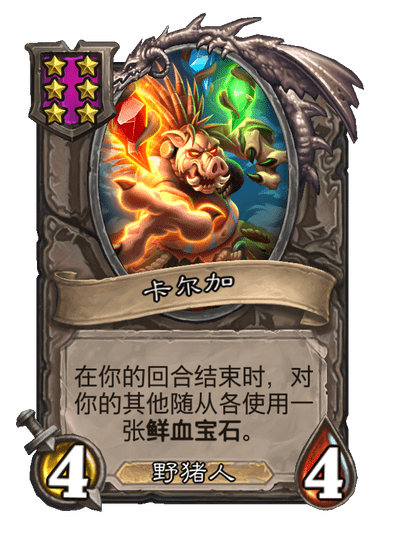 卡尔加
在你的回合结束时，对
你的其他随从各使用一
张鲜血宝石。
4
野猪人
4